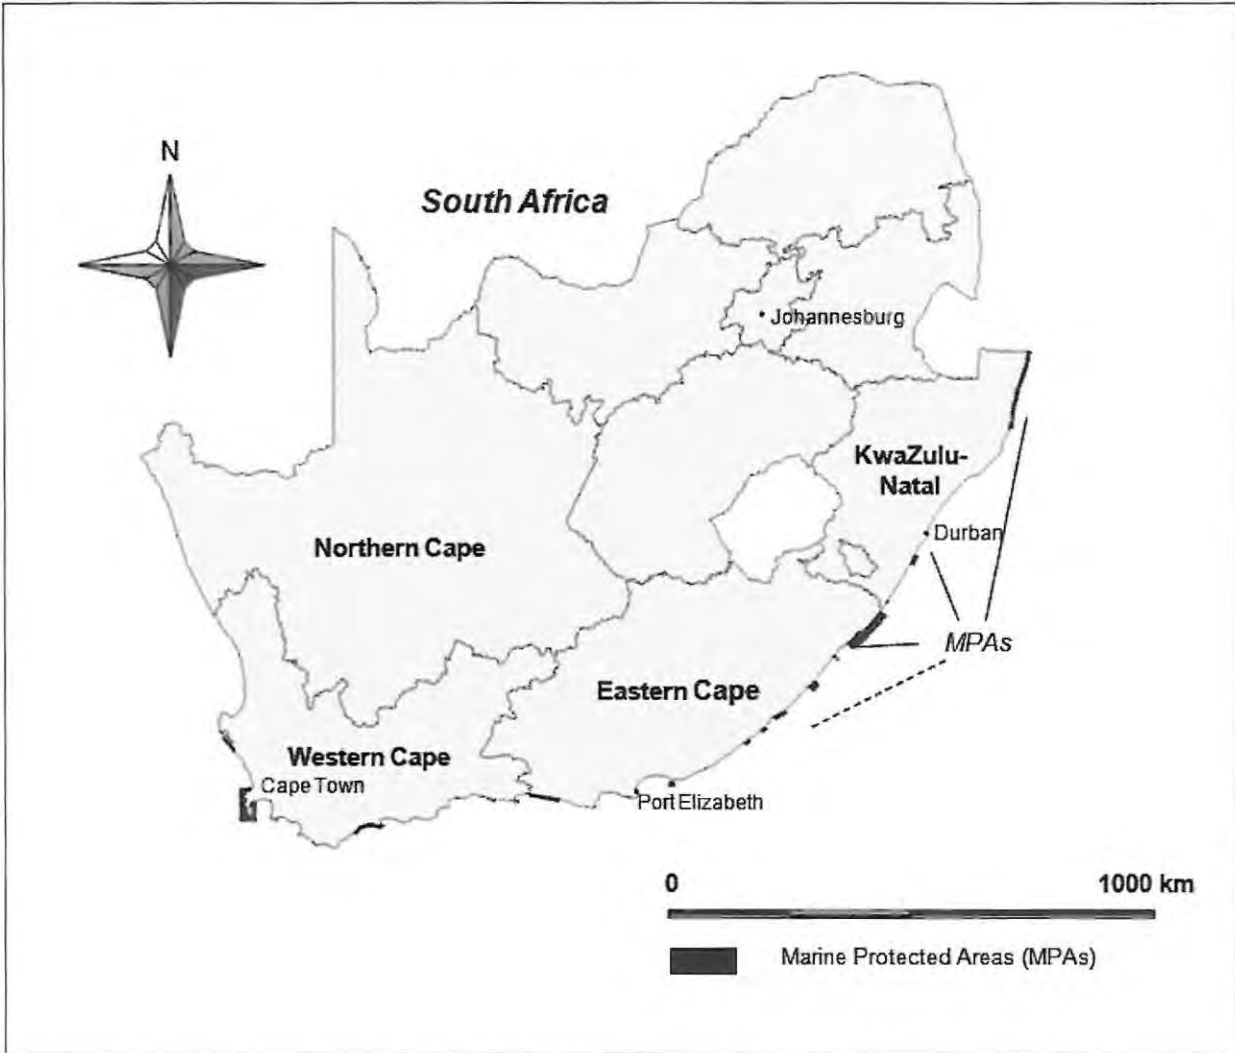 N
South Africa
Johannesburg
KwaZulu-
Natal
Durban
Northern Cape
MPAs
Eastern Cape
Western Cape
Cape Town
Port Elizabeth
0 1000 km
Marine Protected Areas (MPAs)